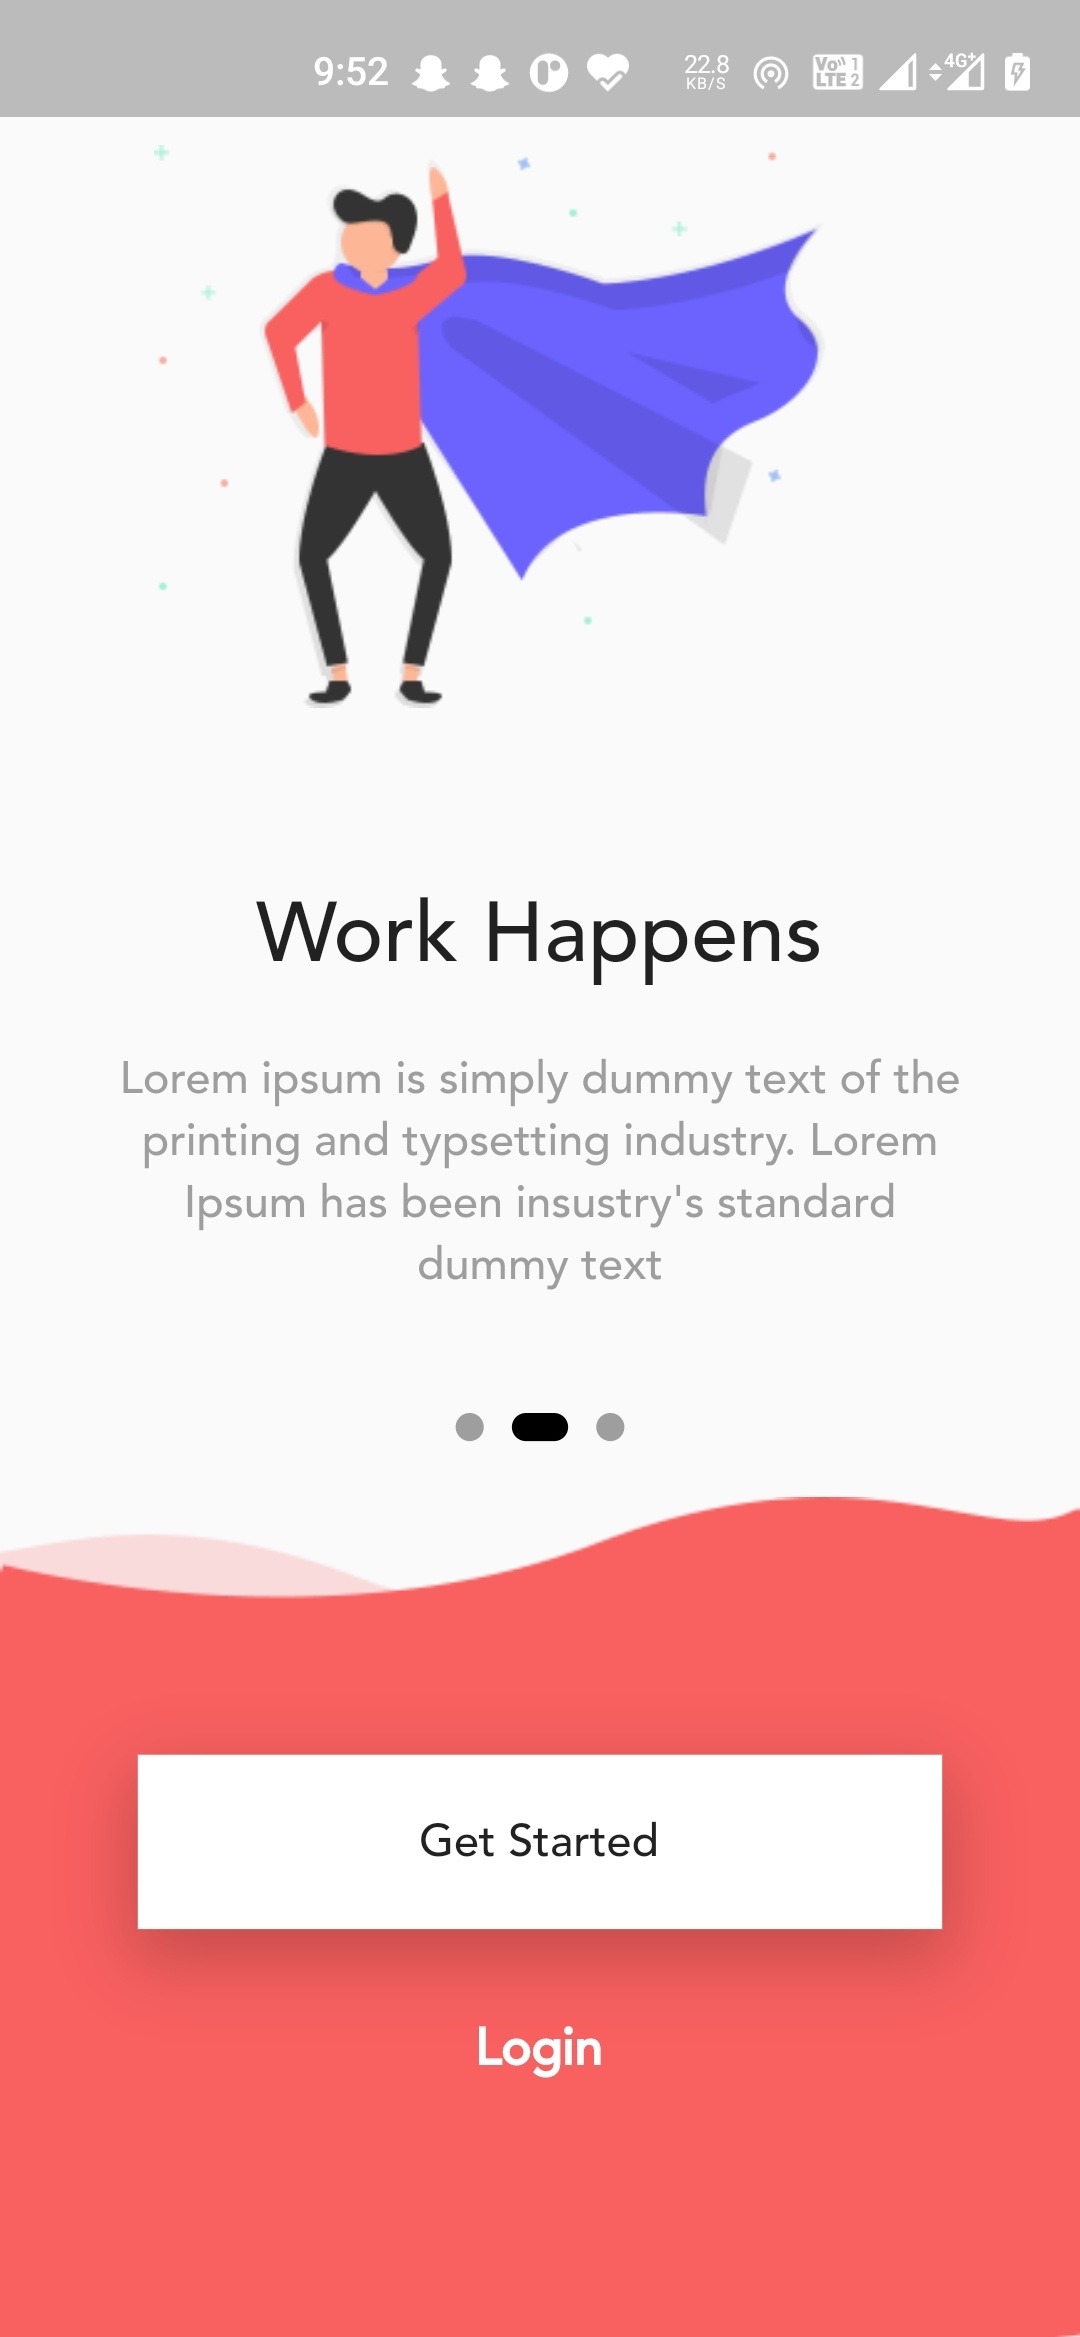 9:52 22.8 KB/S Vo LTE 1 2 4G+
Work Happens
Lorem ipsum is simply dummy text of the
printing and typsetting industry. Lorem
Ipsum has been insustry's standard
dummy text
Get Started
Login